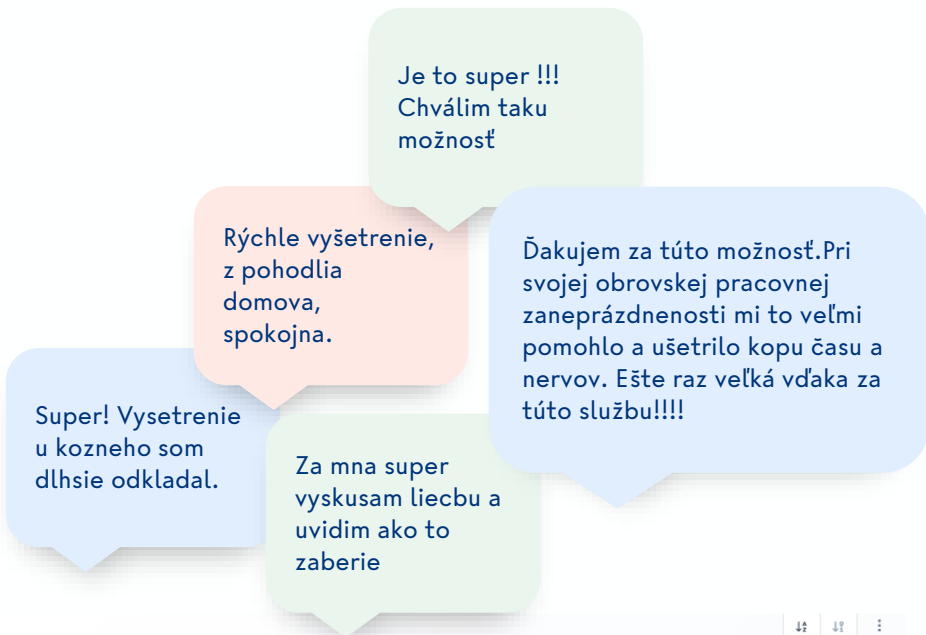 Je to super !!!
Chválim taku
možnosť
Rýchle vyšetrenie,
z pohodlia
domova,
spokojna.
Ďakujem za túto možnosť.Pri
svojej obrovskej pracovnej
zaneprázdnenosti mi to veľmi
pomohlo a ušetrilo kopu času a
nervov. Ešte raz veľká vďaka za
túto službu!!!!
Super! Vysetrenie
u kozneho som
dlhsie odkladal.
Za mna super
vyskusam liecbu a
uvidim ako to
zaberie